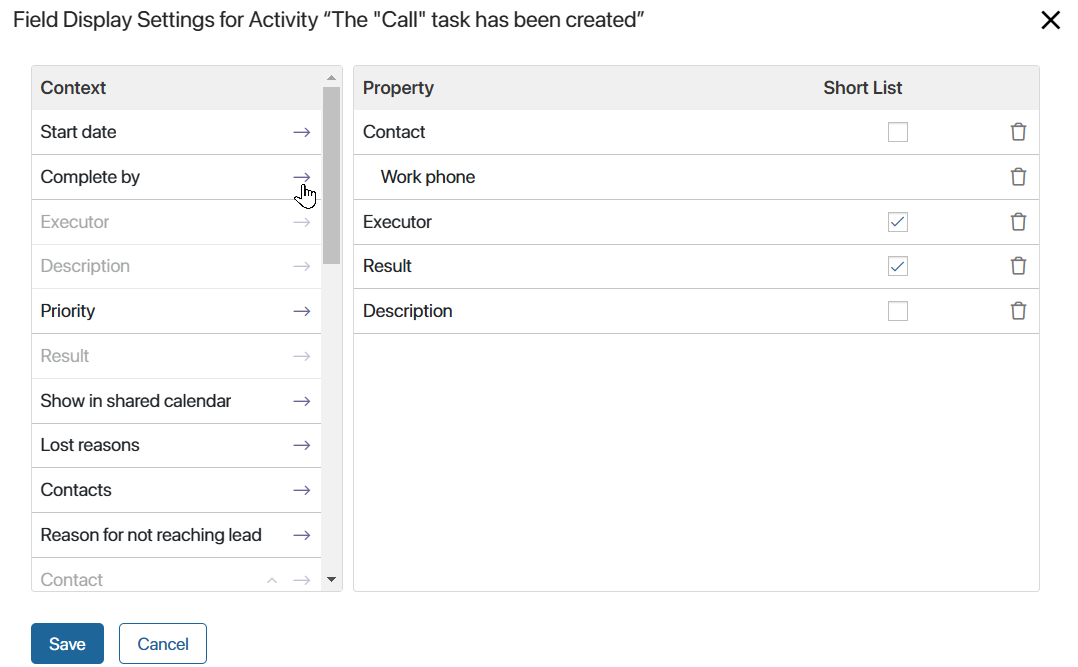 Field Display Settings for Activity “The "Call" task has been created”
Context
Start date
Complete by
Executor
Description
Priority
Result
Show in shared calendar
Lost reasons
Contacts
Reason for not reaching lead
Contact
Property Short List
Contact
Work phone
Executor
Result
Description
Save Cancel